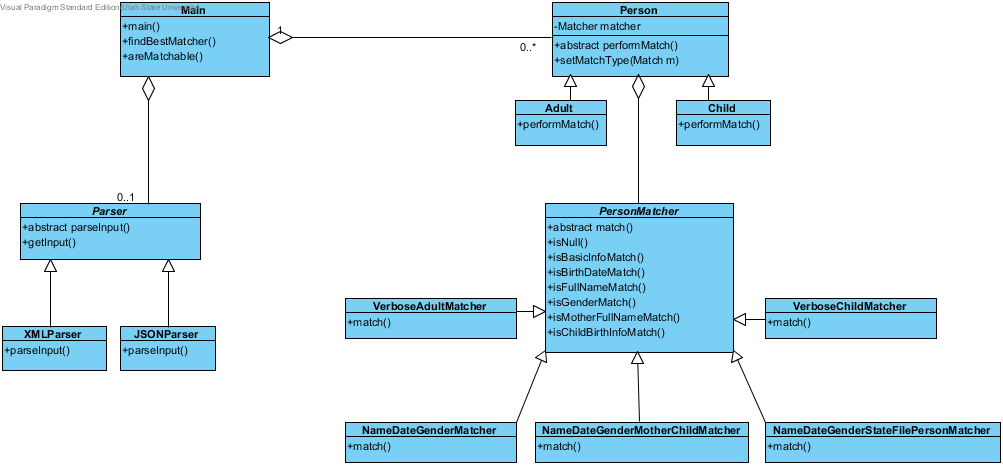 Visual Paradigm Standard Edition(Utah State Univer
Main
+main()
+findBestMatcher()
+areMatchable()
1
0..*
Person
-Matcher matcher
+abstract performMatch()
+setMatchType(Match m)
Adult
+performMatch()
Child
+performMatch()
0..1
Parser
+abstract parseInput()
+getInput()
XMLParser
+parseInput()
JSONParser
+parseInput()
PersonMatcher
+abstract match()
+isNull()
+isBasicInfoMatch()
+isBirthDateMatch()
+isFullNameMatch()
+isGenderMatch()
+isMotherFullNameMatch()
+isChildBirthInfoMatch()
VerboseAdultMatcher
+match()
VerboseChildMatcher
+match()
NameDateGenderMatcher
+match()
NameDateGenderMotherChildMatcher
+match()
NameDateGenderStateFilePersonMatcher
+match()